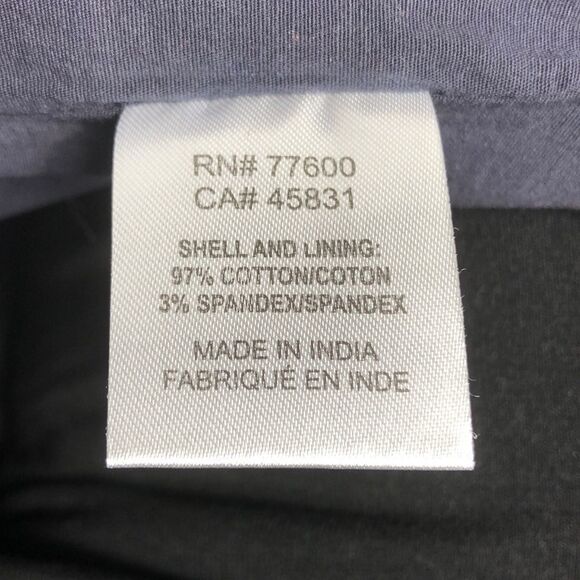 RN# 77600
CA# 45831
SHELL AND LINING:
97% COTTON/COTON
3% SPANDEX/SPANDEX
MADE IN INDIA
FABRIQUÉ EN INDE